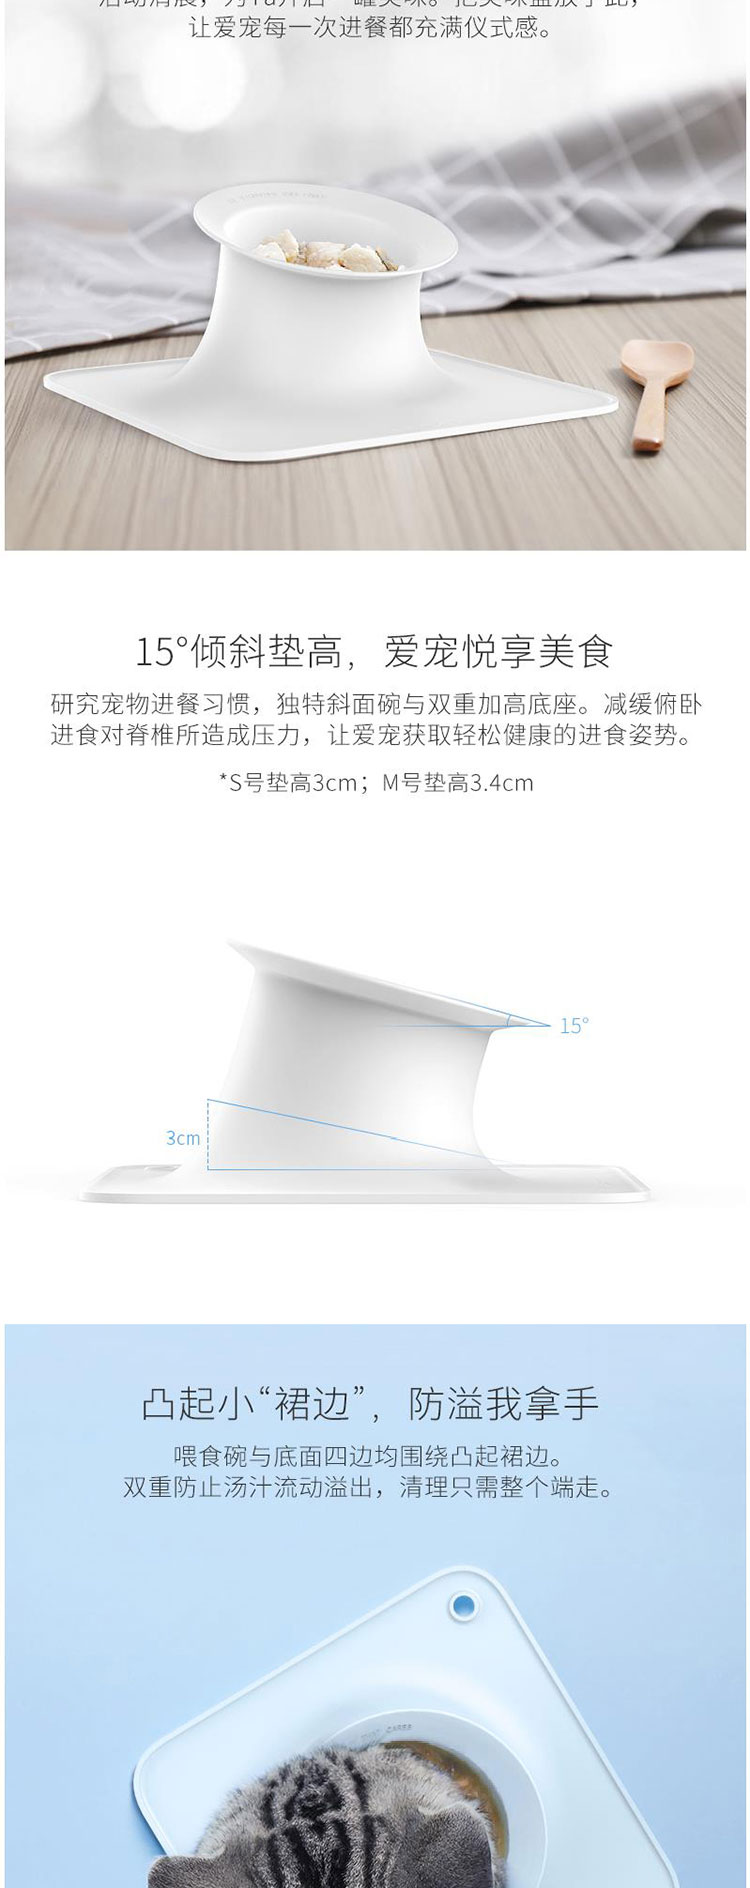 让爱宠每一次进餐都充满仪式感。
15°倾斜垫高，爱宠悦享美食
研究宠物进餐习惯，独特斜面碗与双重加高底座。减缓俯卧
进食对脊椎所造成压力，让爱宠获取轻松健康的进食姿势。
*S号垫高3cm；M号垫高3.4cm
15°
3cm
凸起小“裙边”，防溢我拿手
喂食碗与底面四边均围绕凸起裙边。
双重防止汤汁流动溢出，清理只需整个端走。